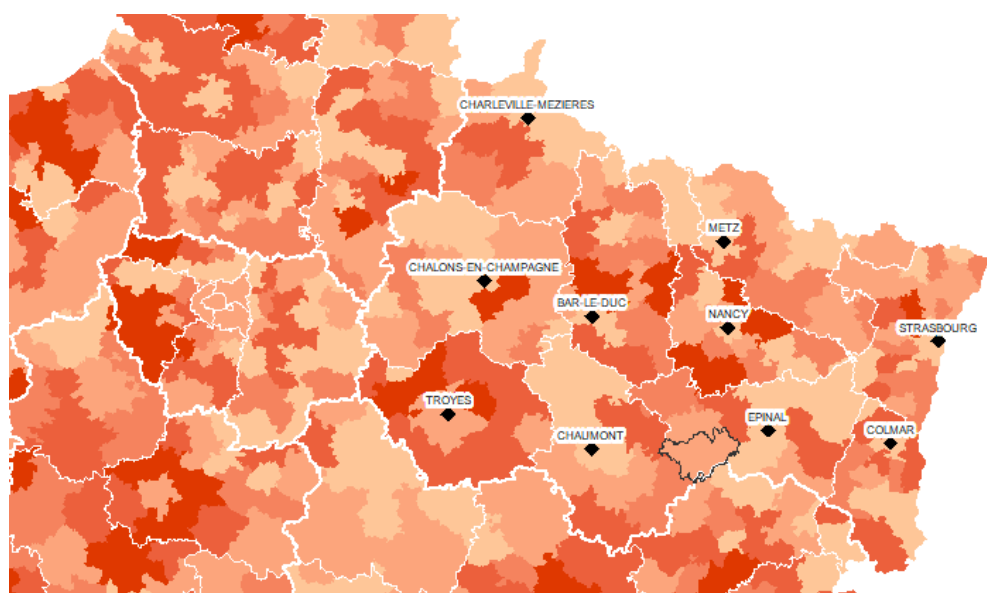 CHARLEVILLE-MEZIERES
METZ
CHALONS-EN-CHAMPAGNE
BAR-LE-DUC
NANCY
STRASBOURG
TROYES
CHAUMONT
EPINAL
COLMAR